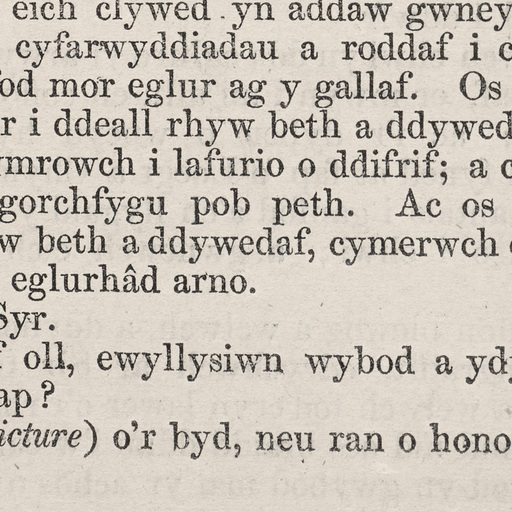 eich clywed yn addaw gwney
cyfarwyddiadau a roddaf i c
fod mor eglur ag y gallaf. Os
r i ddeall rhyw beth a ddywed
ymrowch i lafurio o ddifrif; a c
gorchfygu pob peth. Ac os
w beth a ddywedaf, cymerwch
eglurhâd arno.
Syr.
f oll, ewyllysiwn wybod a ydy
ap?
icture) o'r byd, neu ran o hono